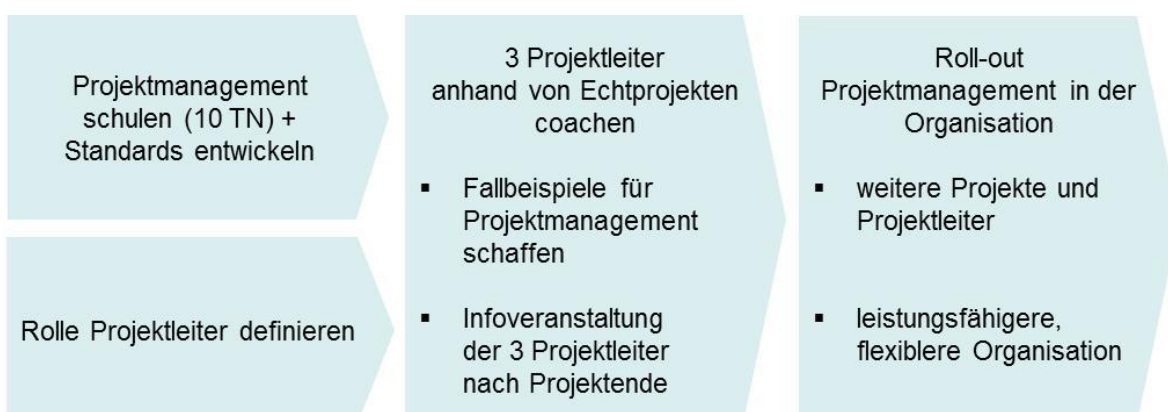 Projektmanagement
schulen (10 TN) +
Standards entwickeln
Rolle Projektleiter definieren
3 Projektleiter
anhand von Echtprojekten
coachen
▪ Fallbeispiele für
Projektmanagement
schaffen
▪ Infoveranstaltung
der 3 Projektleiter
nach Projektende
Roll-out
Projektmanagement in der
Organisation
▪ weitere Projekte und
Projektleiter
▪ leistungsfähigere,
flexiblere Organisation